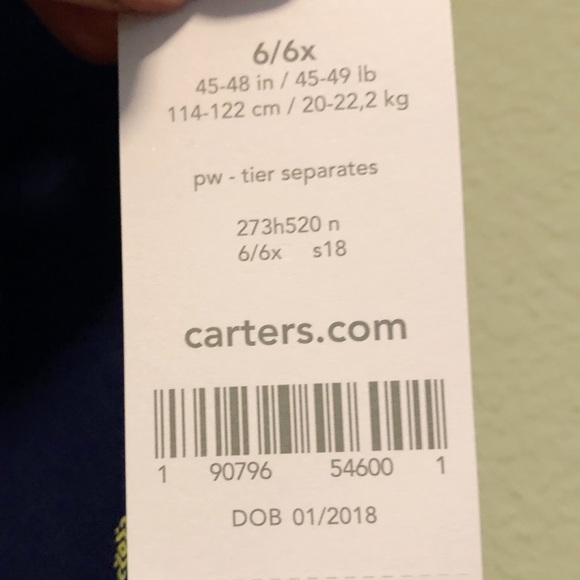 6/6x
45-48 in / 45-49 lb
114-122 cm / 20-22,2 kg
pw - tier separates
273h520 n
6/6x s18
carters.com
1 90796 54600 1
DOB 01/2018